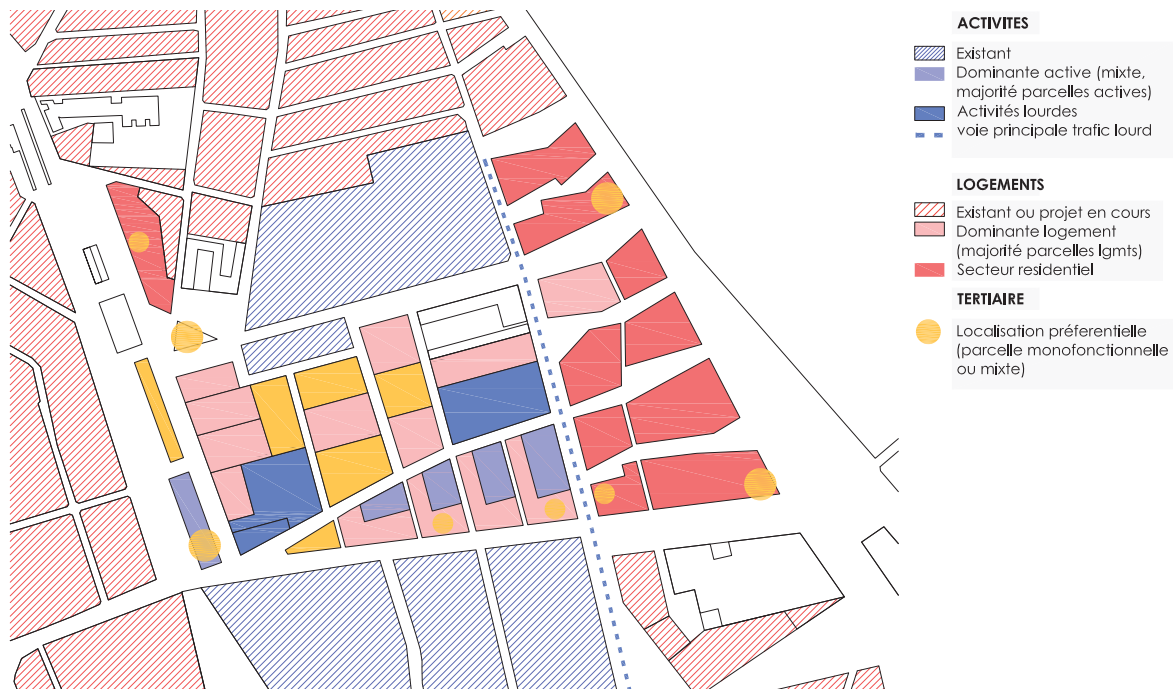 ACTIVITES
Existant
Dominante active (mixte,
majorité parcelles actives)
Activités lourdes
voie principale trafic lourd
LOGEMENTS
Existant ou projet en cours
Dominante logement
(majorité parcelles lgmts)
Secteur residentiel
TERTIAIRE
Localisation préferentielle
(parcelle monofonctionnelle
ou mixte)